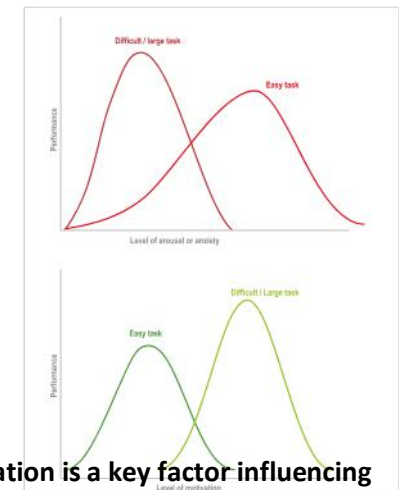 Difficult / large task
Easy task
Performance
Level of arousal or anxiety
Difficult / Large task
Easy task
Performance
ation is a key factor influencing
Level of motivation